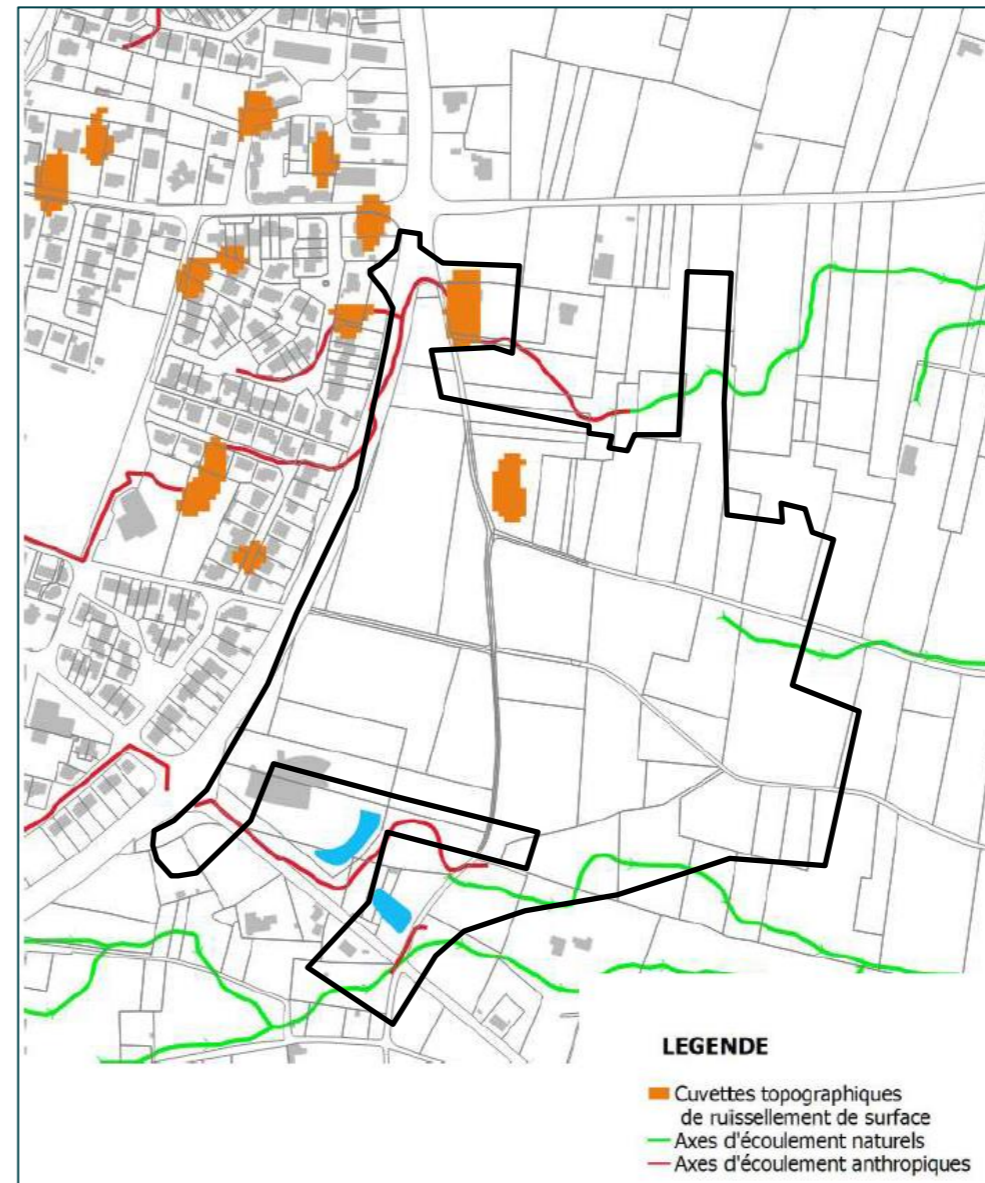 LEGENDE
Cuvettes topographiques
de ruissellement de surface
Axes d'écoulement naturels
Axes d'écoulement anthropiques